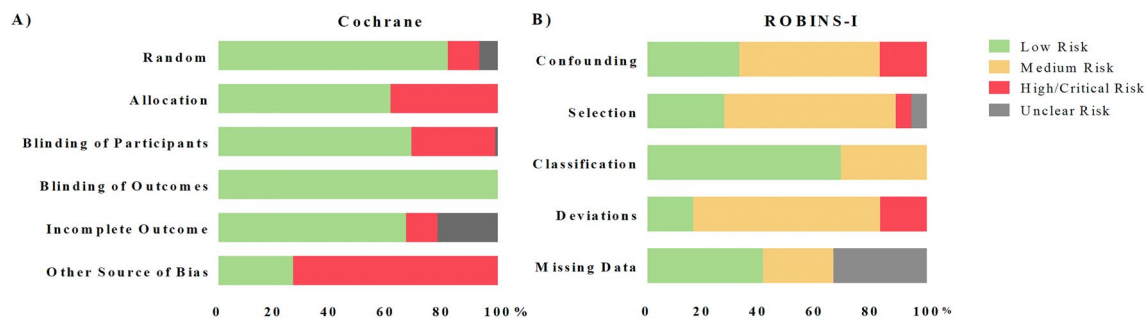 A)
Cochrane
Random
Allocation
Blinding of Participants
Blinding of Outcomes
Incomplete Outcome
Other Source of Bias
0 20 40 60 80 100 %
B)
ROBINS-I
Confounding
Selection
Classification
Deviations
Missing Data
0 20 40 60 80 100 %
Low Risk
Medium Risk
High/Critical Risk
Unclear Risk